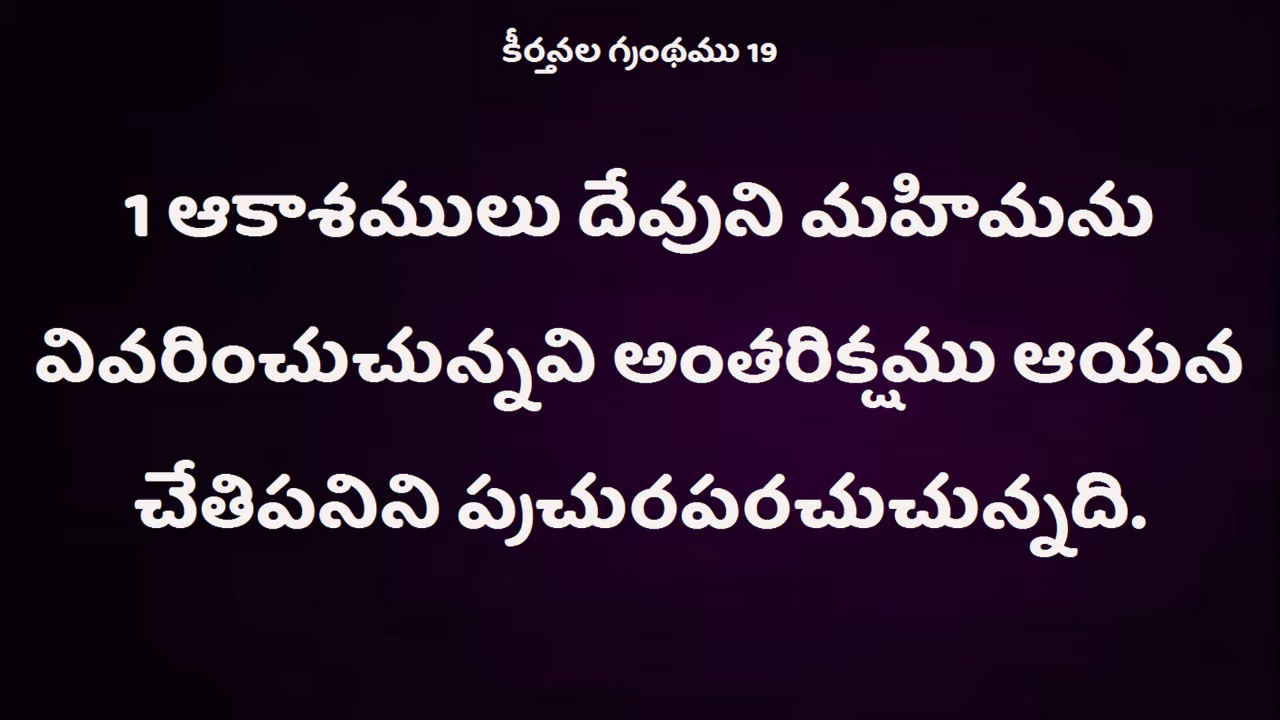 కీర్తనల గ్రంథము 19
1 ఆకాశములు దేవుని మహిమను
వివరించుచున్నవి అంతరిక్షము ఆయన
చేతిపనిని ప్రచురపరచుచున్నది.